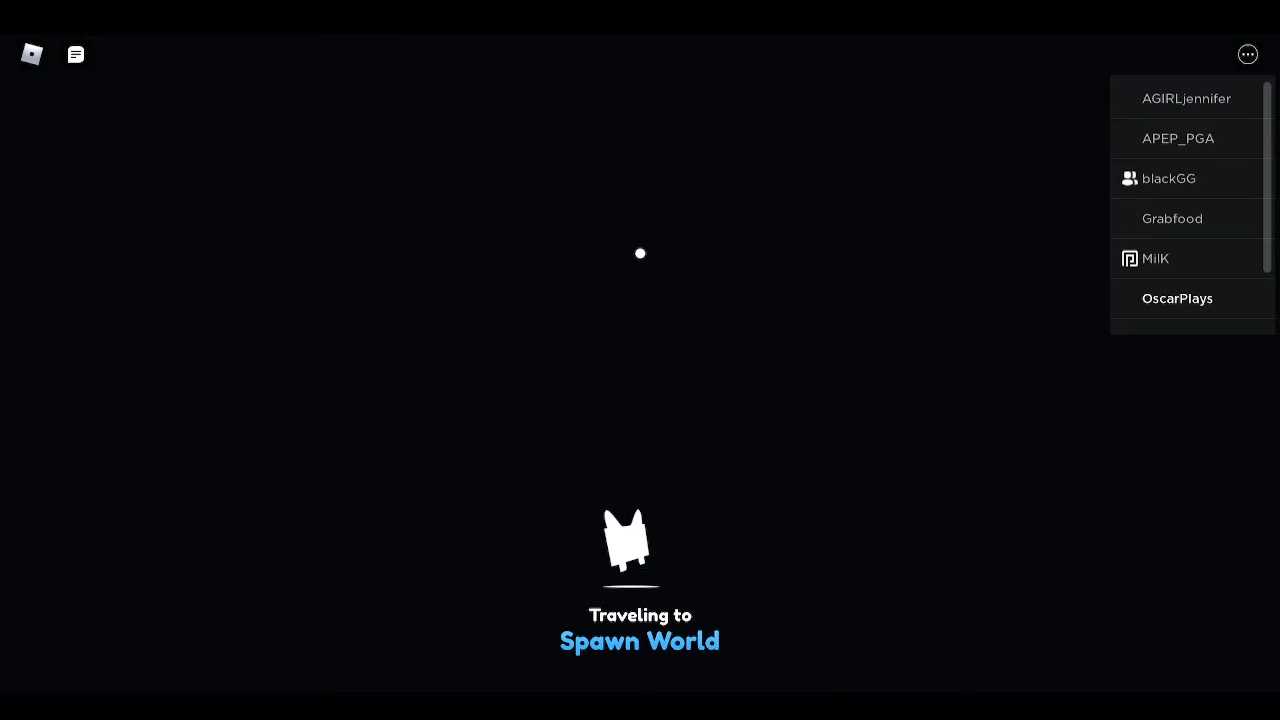 AGIRLjennifer
APEP_PGA
blackGG
Grabfood
MilK
OscarPlays
Traveling to
Spawn World